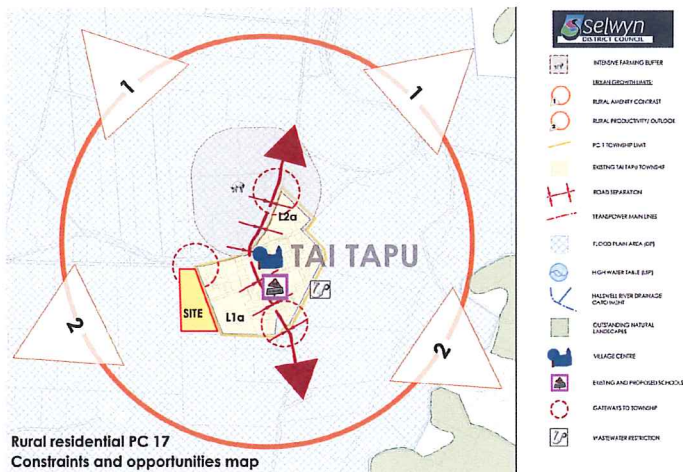 1
1
L2a
TAI TAPU
SITE
L1a
2
2
Rural residential PC 17
Constraints and opportunities map
Selwyn
DISTRICT COUNCIL
INTENSIVE FARMING BUFFER
URBAN GROWTH LIMITS:
1
RURAL AMENITY CONTRAST
2
RURAL PRODUCTIVITY/ OUTLOOK
PC 1 TOWNSHIP LIMIT
EXISTING TAI TAPU TOWNSHIP
ROAD SEPARATION
TRANSPOWER MAIN LINES
FLOOD PLAIN AREA (DP)
HIGH WATER TABLE (LSP)
HALSWELL RIVER DRAINAGE
CATCHMENT
OUTSTANDING NATURAL
LANDSCAPES
VILLAGE CENTRE
EXISTING AND PROPOSED SCHOOLS
GATEWAYS TO TOWNSHIP
WASTEWATER RESTRICTION